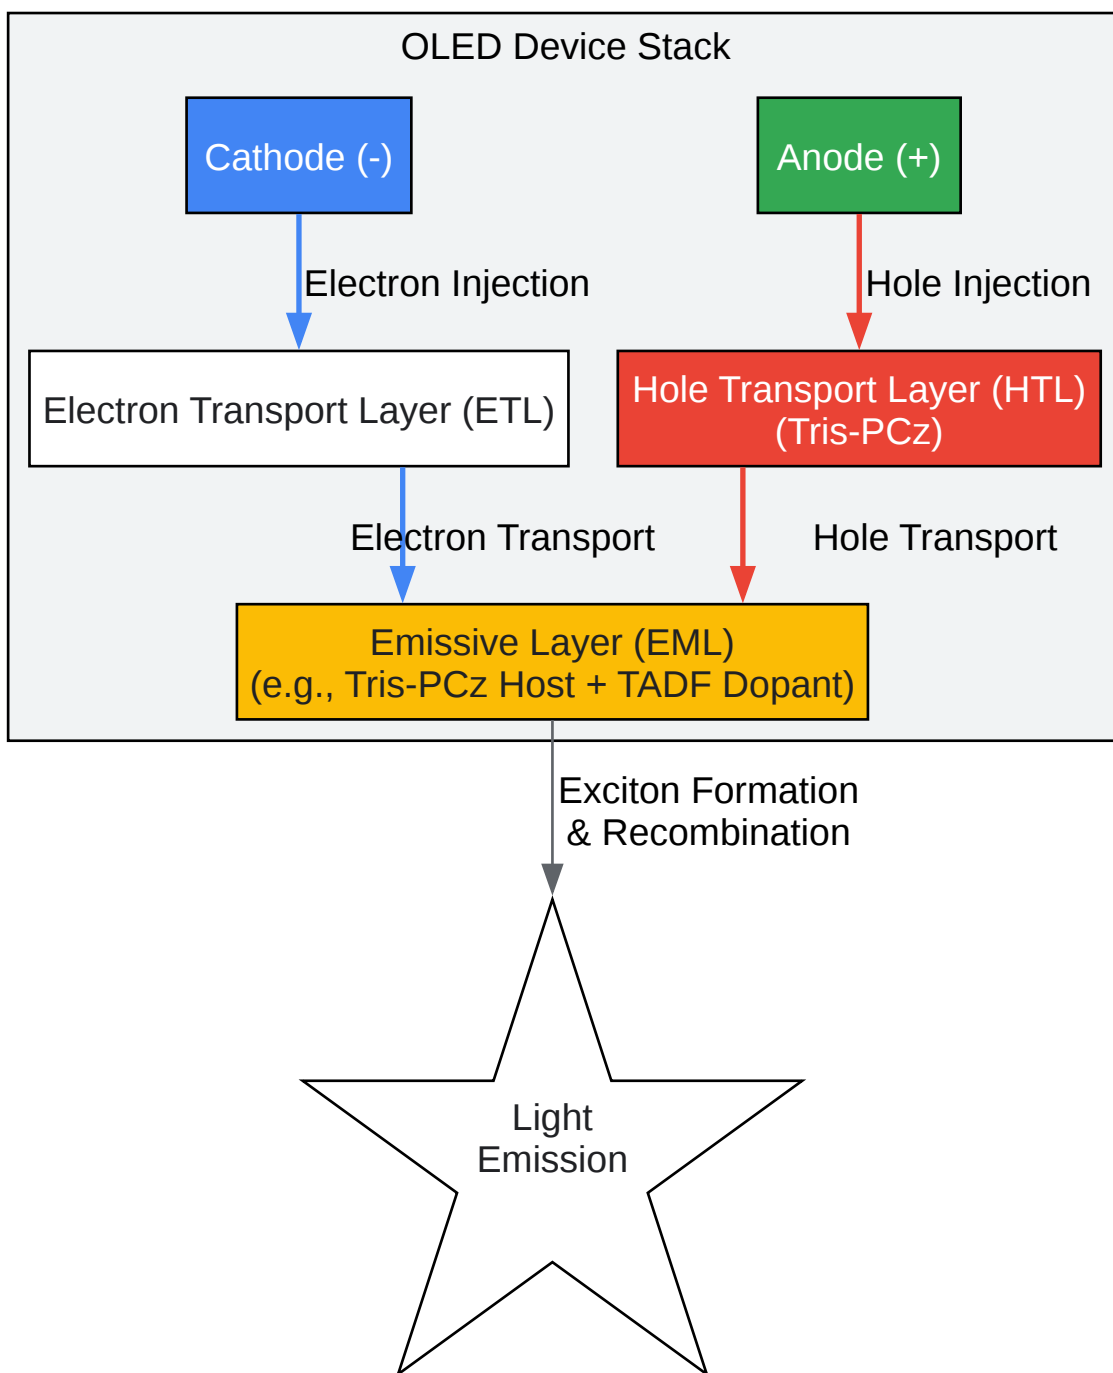 OLED Device Stack
Cathode (-)
Anode (+)
Electron Injection
Hole Injection
Electron Transport Layer (ETL)
Hole Transport Layer (HTL)
(Tris-PCz)
Electron Transport
Hole Transport
Emissive Layer (EML)
(e.g., Tris-PCz Host + TADF Dopant)
Exciton Formation
& Recombination
Light
Emission